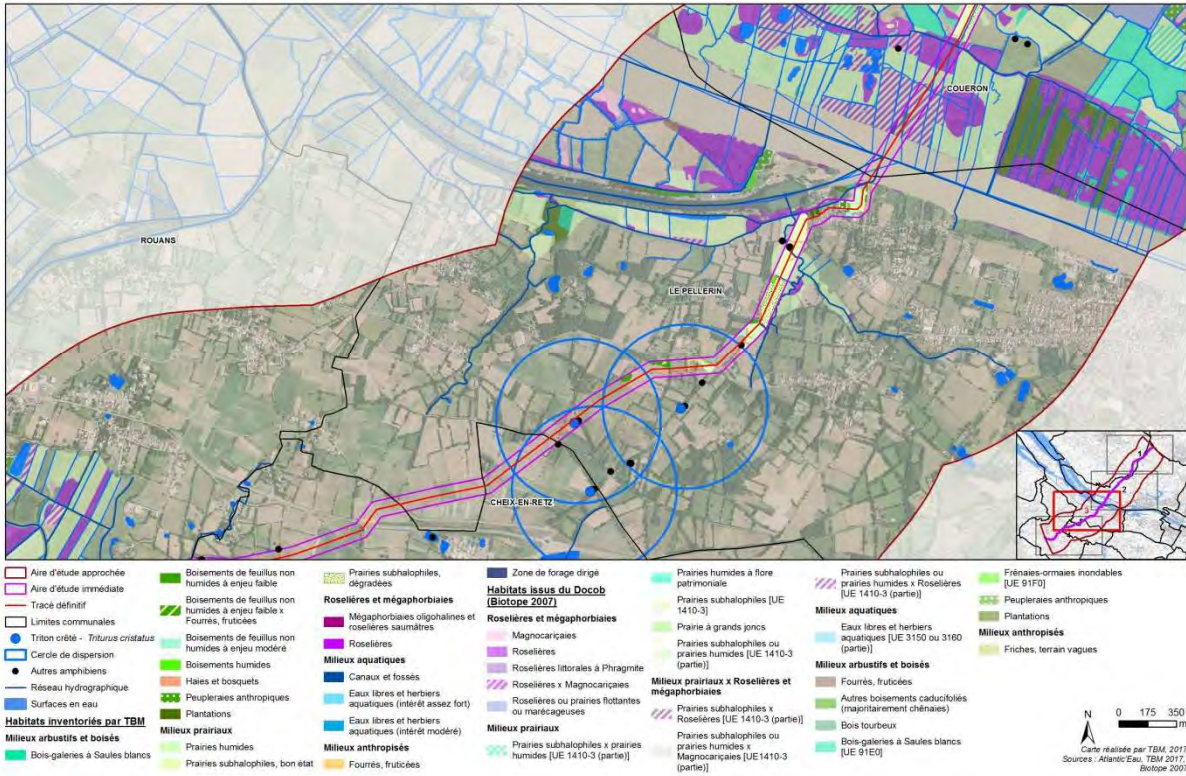 COUERON
ROUANS
LE PELLERIN
CHEIX-EN-RETZ
1
2
3
Aire d'étude approchée
Aire d'étude immédiate
Tracé définitif
Limites communales
Triton crêté - Triturus cristatus
Cercle de dispersion
Autres amphibiens
Réseau hydrographique
Surfaces en eau
Habitats inventoriés par TBM
Milieux arbustifs et boisés
Bois-galeries à Saules blancs
Boisements de feuillus non
humides à enjeu faible
Boisements de feuillus non
humides à enjeu faible x
Fourrés, fruticées
Boisements de feuillus non
humides à enjeu modéré
Boisements humides
Haies et bosquets
Peupleraies anthropiques
Plantations
Milieux prairiaux
Prairies humides
Prairies subhalophiles, bon état
Prairies subhalophiles,
dégradées
Roselières et mégaphorbiaies
Mégaphorbiaies oligohalines et
roselières saumâtres
Roselières
Milieux aquatiques
Canaux et fossés
Eaux libres et herbiers
aquatiques (intérêt assez fort)
Eaux libres et herbiers
aquatiques (intérêt modéré)
Milieux anthropisés
Fourrés, fruticées
Zone de forage dirigé
Habitats issus du Docob
(Biotope 2007)
Roselières et mégaphorbiaies
Magnocariçaies
Roselières
Roselières littorales à Phragmite
Roselières x Magnocariçaies
Roselières ou prairies flottantes
ou marécageuses
Milieux prairiaux
Prairies subhalophiles x prairies
humides [UE 1410-3 (partie)]
Prairies humides à flore
patrimoniale
Prairies subhalophiles [UE
1410-3]
Prairie à grands joncs
Prairies subhalophiles ou
prairies humides [UE 1410-3
(partie)]
Milieux prairiaux x Roselières et
mégaphorbiaies
Prairies subhalophiles x
Roselières [UE 1410-3 (partie)]
Prairies subhalophiles ou
prairies humides x
Magnocariçaies [UE1410-3
(partie)]
Prairies subhalophiles ou
prairies humides x Roselières
[UE 1410-3 (partie)]
Milieux aquatiques
Eaux libres et herbiers
aquatiques [UE 3150 ou 3160
(partie)]
Milieux arbustifs et boisés
Fourrés, fruticées
Autres boisements caducifoliés
(majoritairement chênaies)
Bois tourbeux
Bois-galeries à Saules blancs
[UE 91E0]
Frênaies-ormaies inondables
[UE 91F0]
Peupleraies anthropiques
Plantations
Milieux anthropisés
Friches, terrain vagues
N
0 175 350
m
Carte réalisée par TBM, 2017
Sources : Atlantic'Eau, TBM 2017,
Biotope 2007